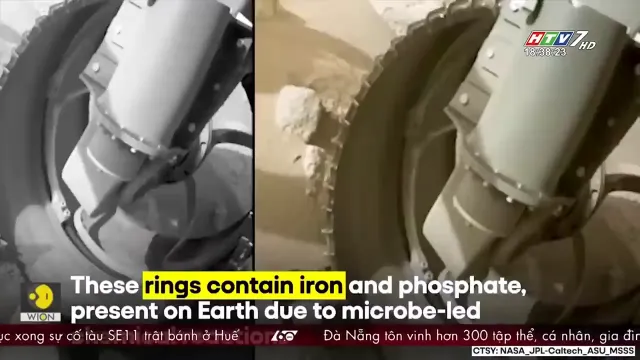 HTV7 HD
18:38:23
These rings contain iron and phosphate,
present on Earth due to microbe-led
WION
ục xong sự cố tàu SE11 trật bánh ở Huế
60s
Đà Nẵng tôn vinh hơn 300 tập thể, cá nhân, gia đìn
CTSY: NASA_JPL-Caltech_ASU_MSSS